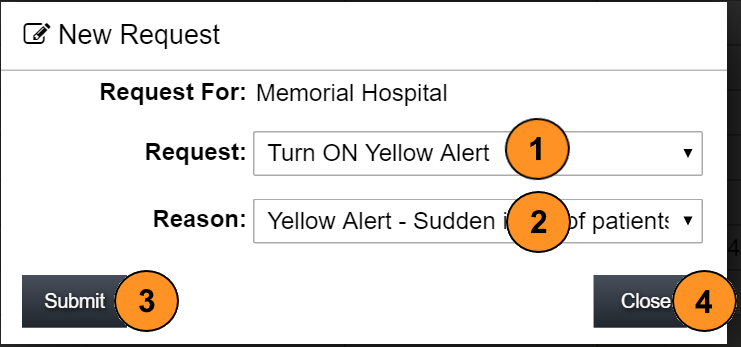 New Request
Request For: Memorial Hospital
Request: Turn ON Yellow Alert 1
Reason: Yellow Alert - Sudden 2 of patients
Submit 3 Close 4